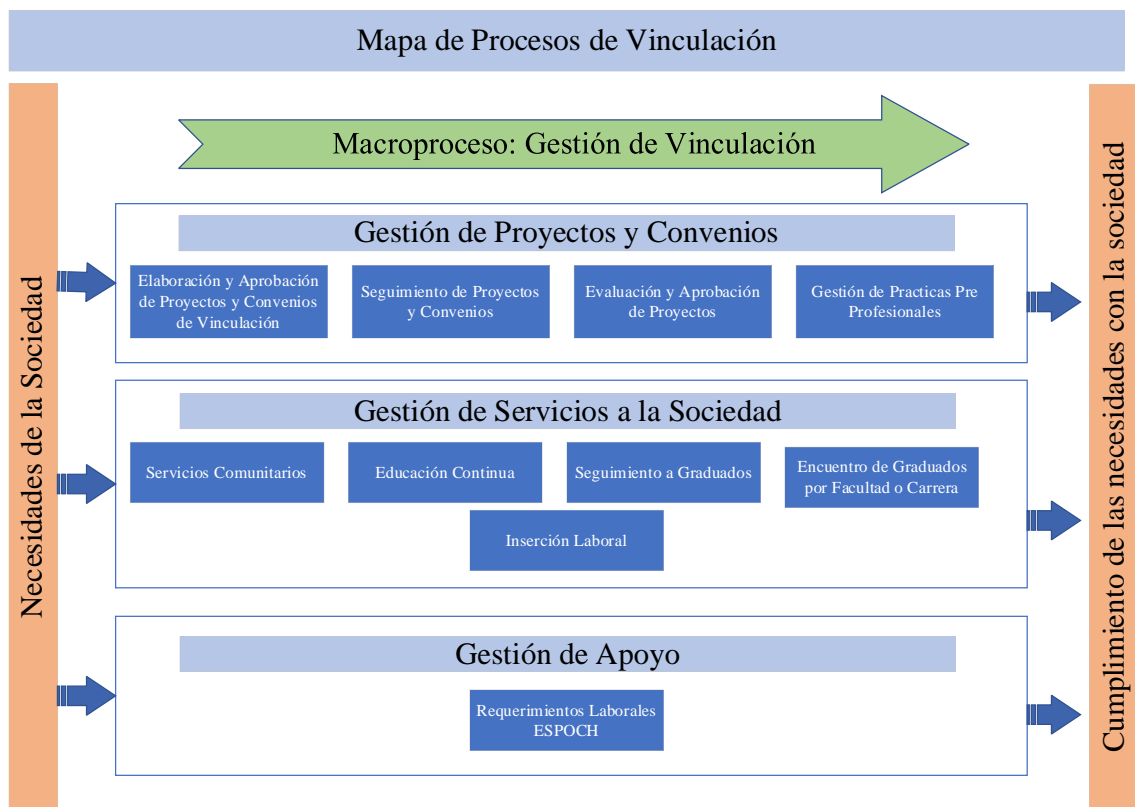 Mapa de Procesos de Vinculación
Necesidades de la Sociedad
Macroproceso: Gestión de Vinculación
Gestión de Proyectos y Convenios
Elaboración y Aprobación
de Proyectos y Convenios
de Vinculación
Seguimiento de Proyectos
y Convenios
Evaluación y Aprobación
de Proyectos
Gestión de Practicas Pre
Profesionales
Gestión de Servicios a la Sociedad
Servicios Comunitarios
Educación Continua
Seguimiento a Graduados
Encuentro de Graduados
por Facultad o Carrera
Inserción Laboral
Gestión de Apoyo
Requerimientos Laborales
ESPOCH
Cumplimiento de las necesidades con la sociedad